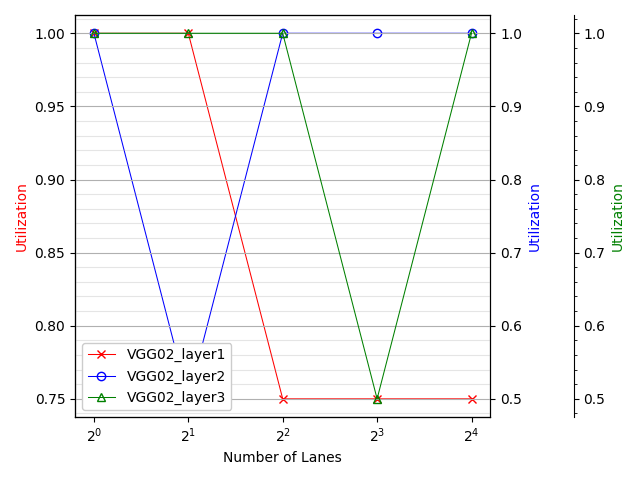 1.00
0.95
0.90
0.85
0.80
0.75
Utilization
1.0
0.9
0.8
0.7
0.6
0.5
Utilization
1.0
0.9
0.8
0.7
0.6
0.5
Utilization
VGG02_layer1
VGG02_layer2
VGG02_layer3
2^0 2^1 2^2 2^3 2^4
Number of Lanes